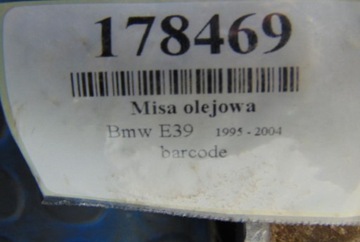 178469
Misa olejowa
Bmw E39 1995 - 2004
barcode